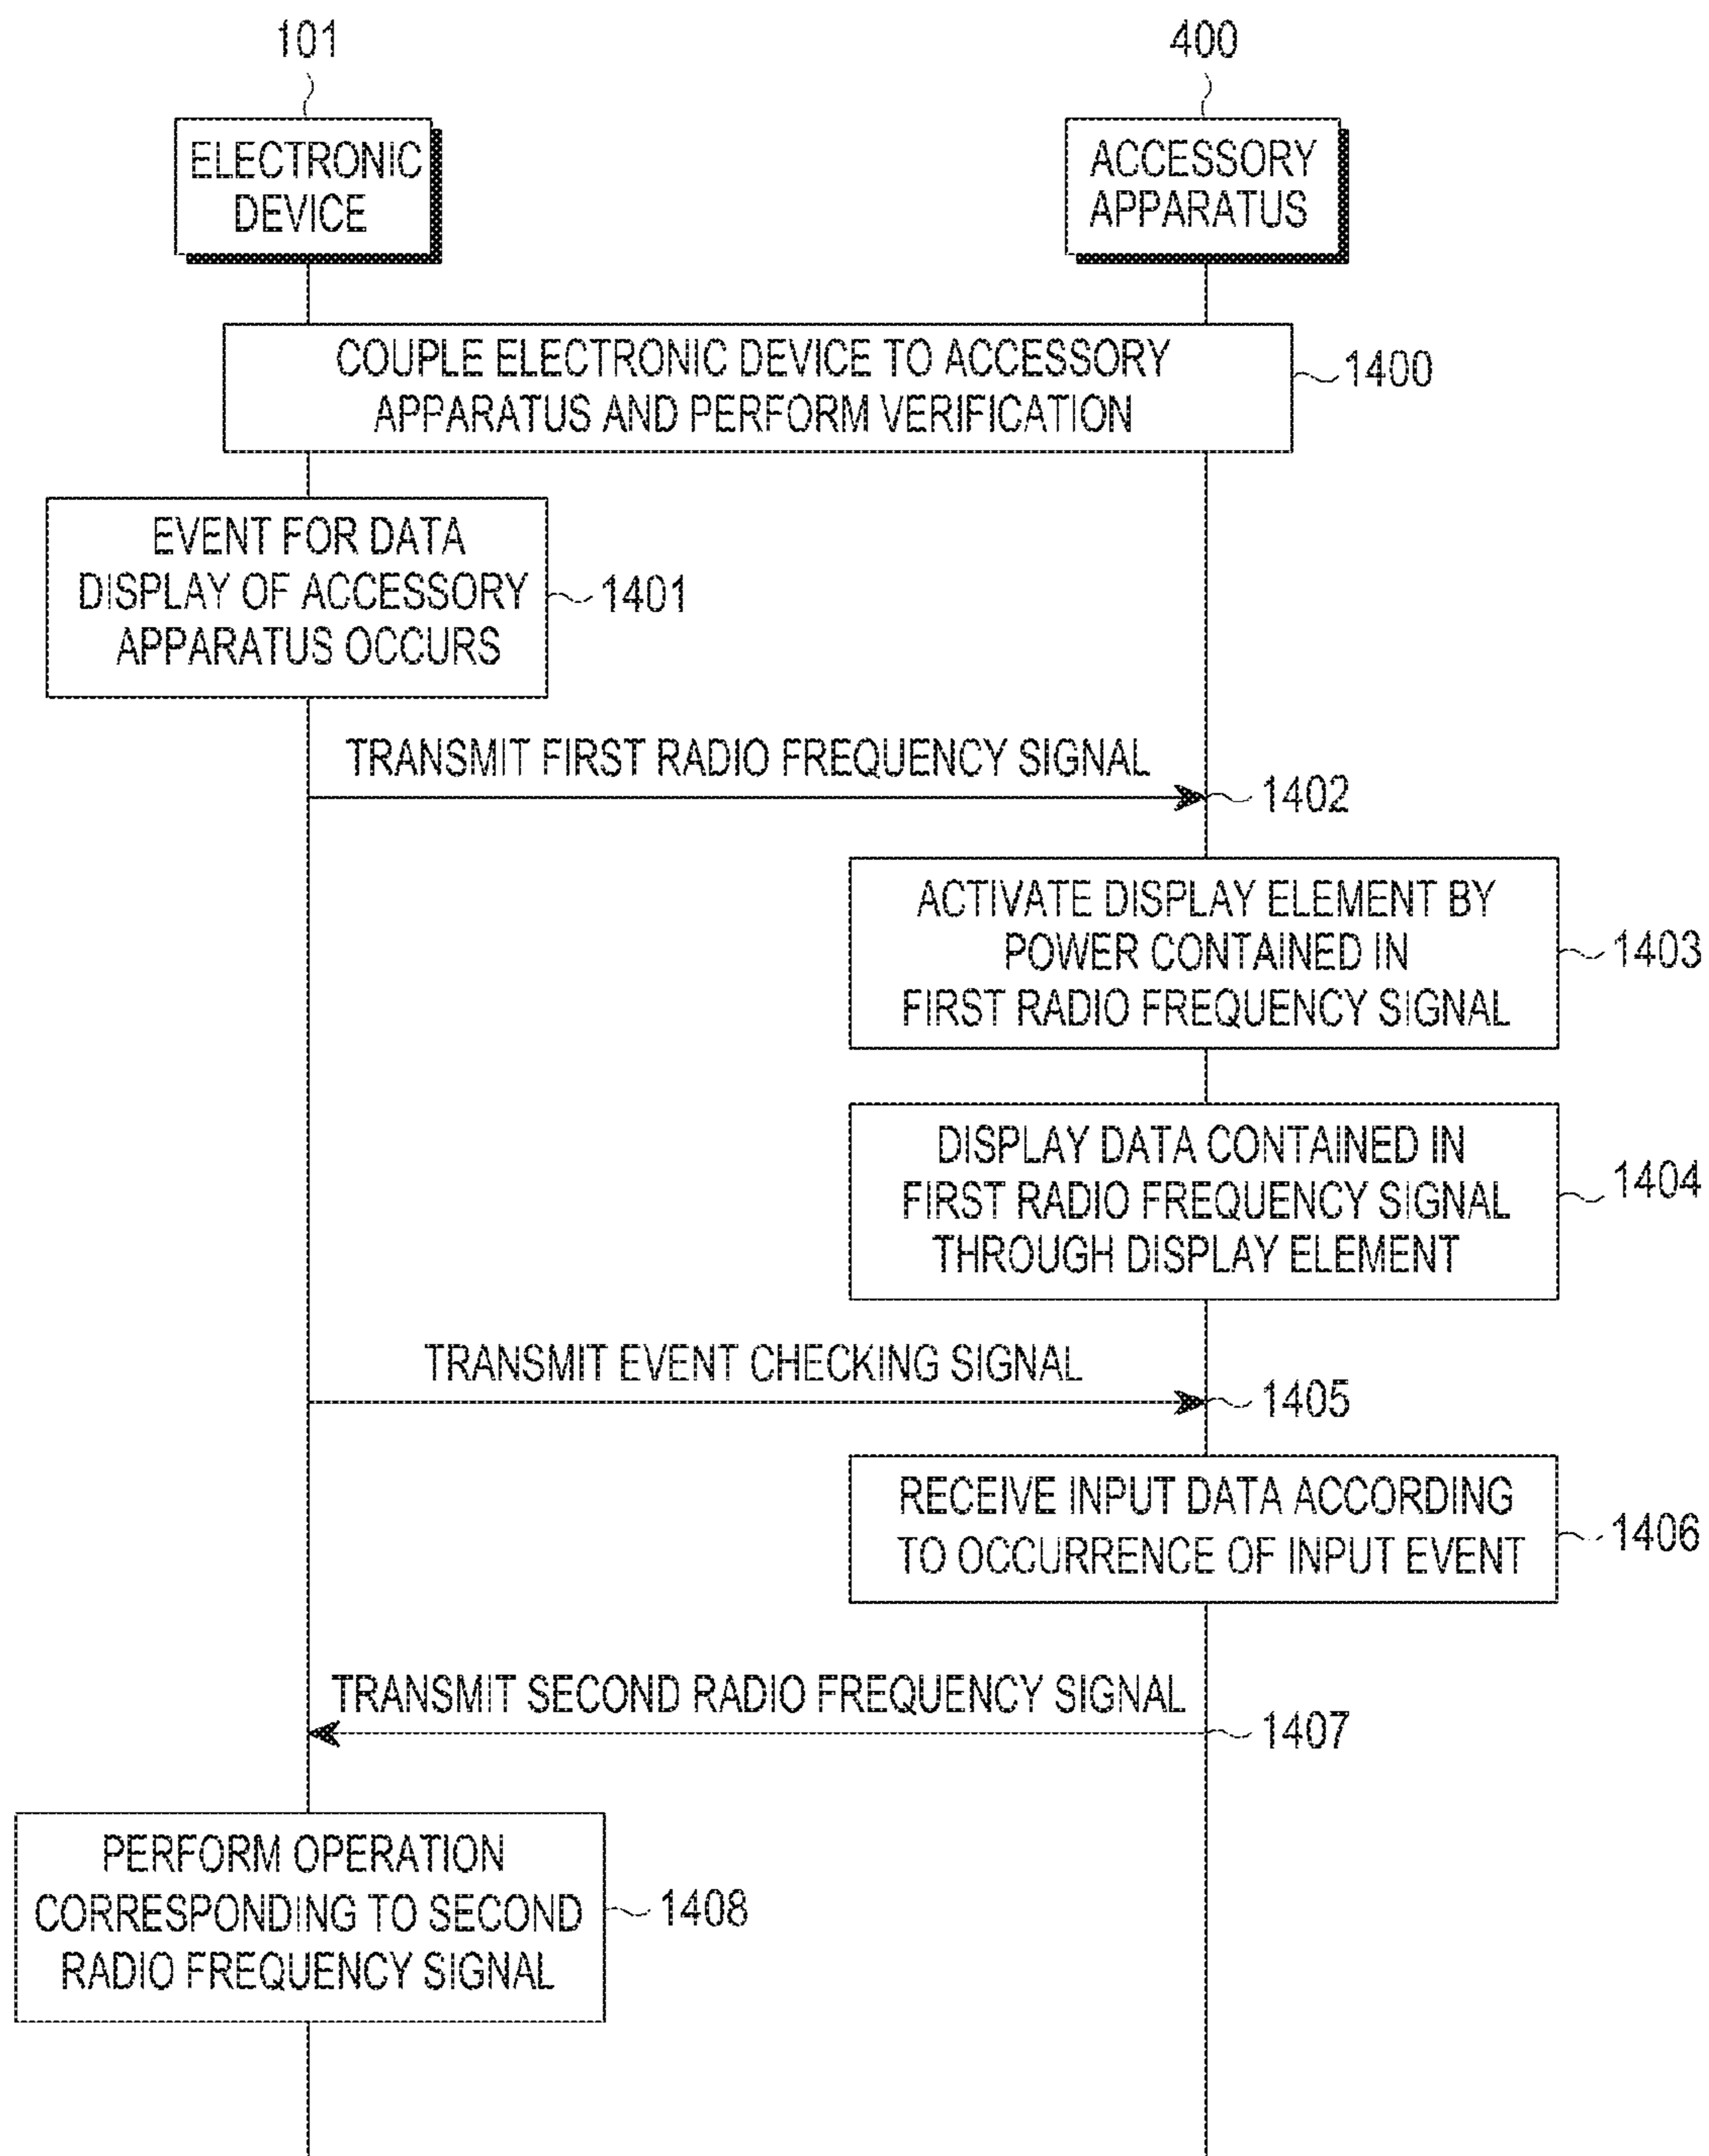 101
400
ELECTRONIC
DEVICE
ACCESSORY
APPARATUS
COUPLE ELECTRONIC DEVICE TO ACCESSORY
APPARATUS AND PERFORM VERIFICATION
1400
EVENT FOR DATA
DISPLAY OF ACCESSORY
APPARATUS OCCURS
1401
TRANSMIT FIRST RADIO FREQUENCY SIGNAL
1402
ACTIVATE DISPLAY ELEMENT BY
POWER CONTAINED IN
FIRST RADIO FREQUENCY SIGNAL
1403
DISPLAY DATA CONTAINED IN
FIRST RADIO FREQUENCY SIGNAL
THROUGH DISPLAY ELEMENT
1404
TRANSMIT EVENT CHECKING SIGNAL
1405
RECEIVE INPUT DATA ACCORDING
TO OCCURRENCE OF INPUT EVENT
1406
TRANSMIT SECOND RADIO FREQUENCY SIGNAL
1407
PERFORM OPERATION
CORRESPONDING TO SECOND
RADIO FREQUENCY SIGNAL
1408